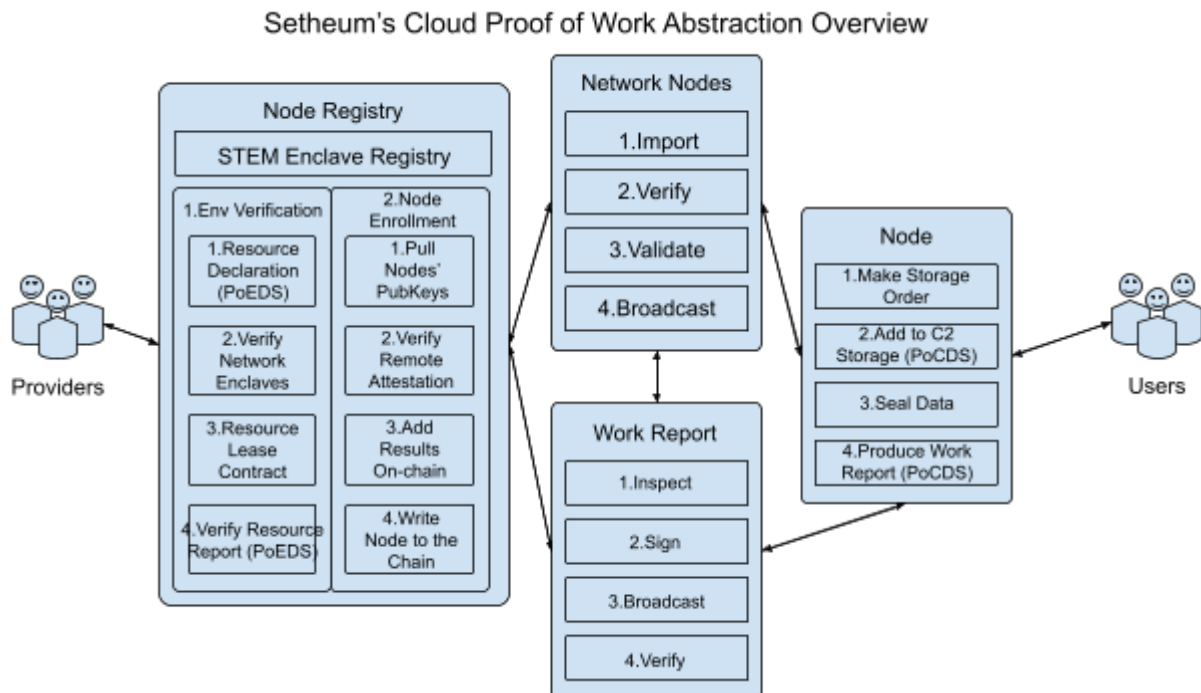 Setheum's Cloud Proof of Work Abstraction Overview
Node Registry
STEM Enclave Registry
1.Env Verification
1.Resource
Declaration
(PoEDS)
2.Verify
Network
Enclaves
3.Resource
Lease
Contract
4.Verify Resource
Report (PoEDS)
2.Node
Enrollment
1.Pull
Nodes'
PubKeys
2.Verify
Remote
Attestation
3.Add
Results
On-chain
4.Write
Node to the
Chain
Providers
Network Nodes
1.Import
2.Verify
3.Validate
4.Broadcast
Work Report
1.Inspect
2.Sign
3.Broadcast
4.Verify
Node
1.Make Storage
Order
2.Add to C2
Storage (PoCDS)
3.Seal Data
4.Produce Work
Report (PoCDS)
Users